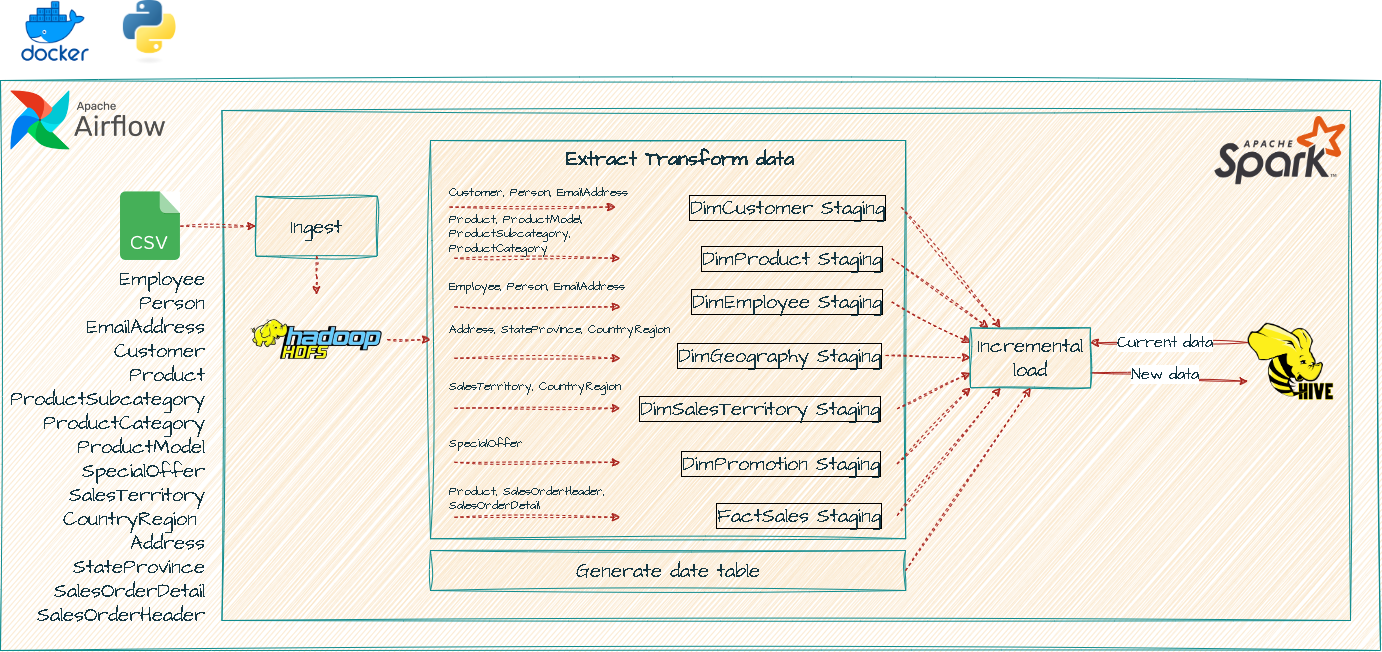 docker
Apache
Airflow
APACHE
Spark
TM
Extract Transform data
CSV
Ingest
hadoop
HDFS
Employee
Person
EmailAddress
Customer
Product
ProductSubcategory
ProductCategory
ProductModel
SpecialOffer
SalesTerritory
CountryRegion
Address
StateProvince
SalesOrderDetail
SalesOrderHeader
Customer, Person, EmailAddress
DimCustomer Staging
Product, ProductModel,
ProductSubcategory,
ProductCategory
DimProduct Staging
Employee, Person, EmailAddress
DimEmployee Staging
Address, StateProvince, CountryRegion
DimGeography Staging
SalesTerritory, CountryRegion
DimSalesTerritory Staging
SpecialOffer
DimPromotion Staging
Product, SalesOrderHeader,
SalesOrderDetail
FactSales Staging
Generate date table
Incremental
load
Current data
New data
HIVE